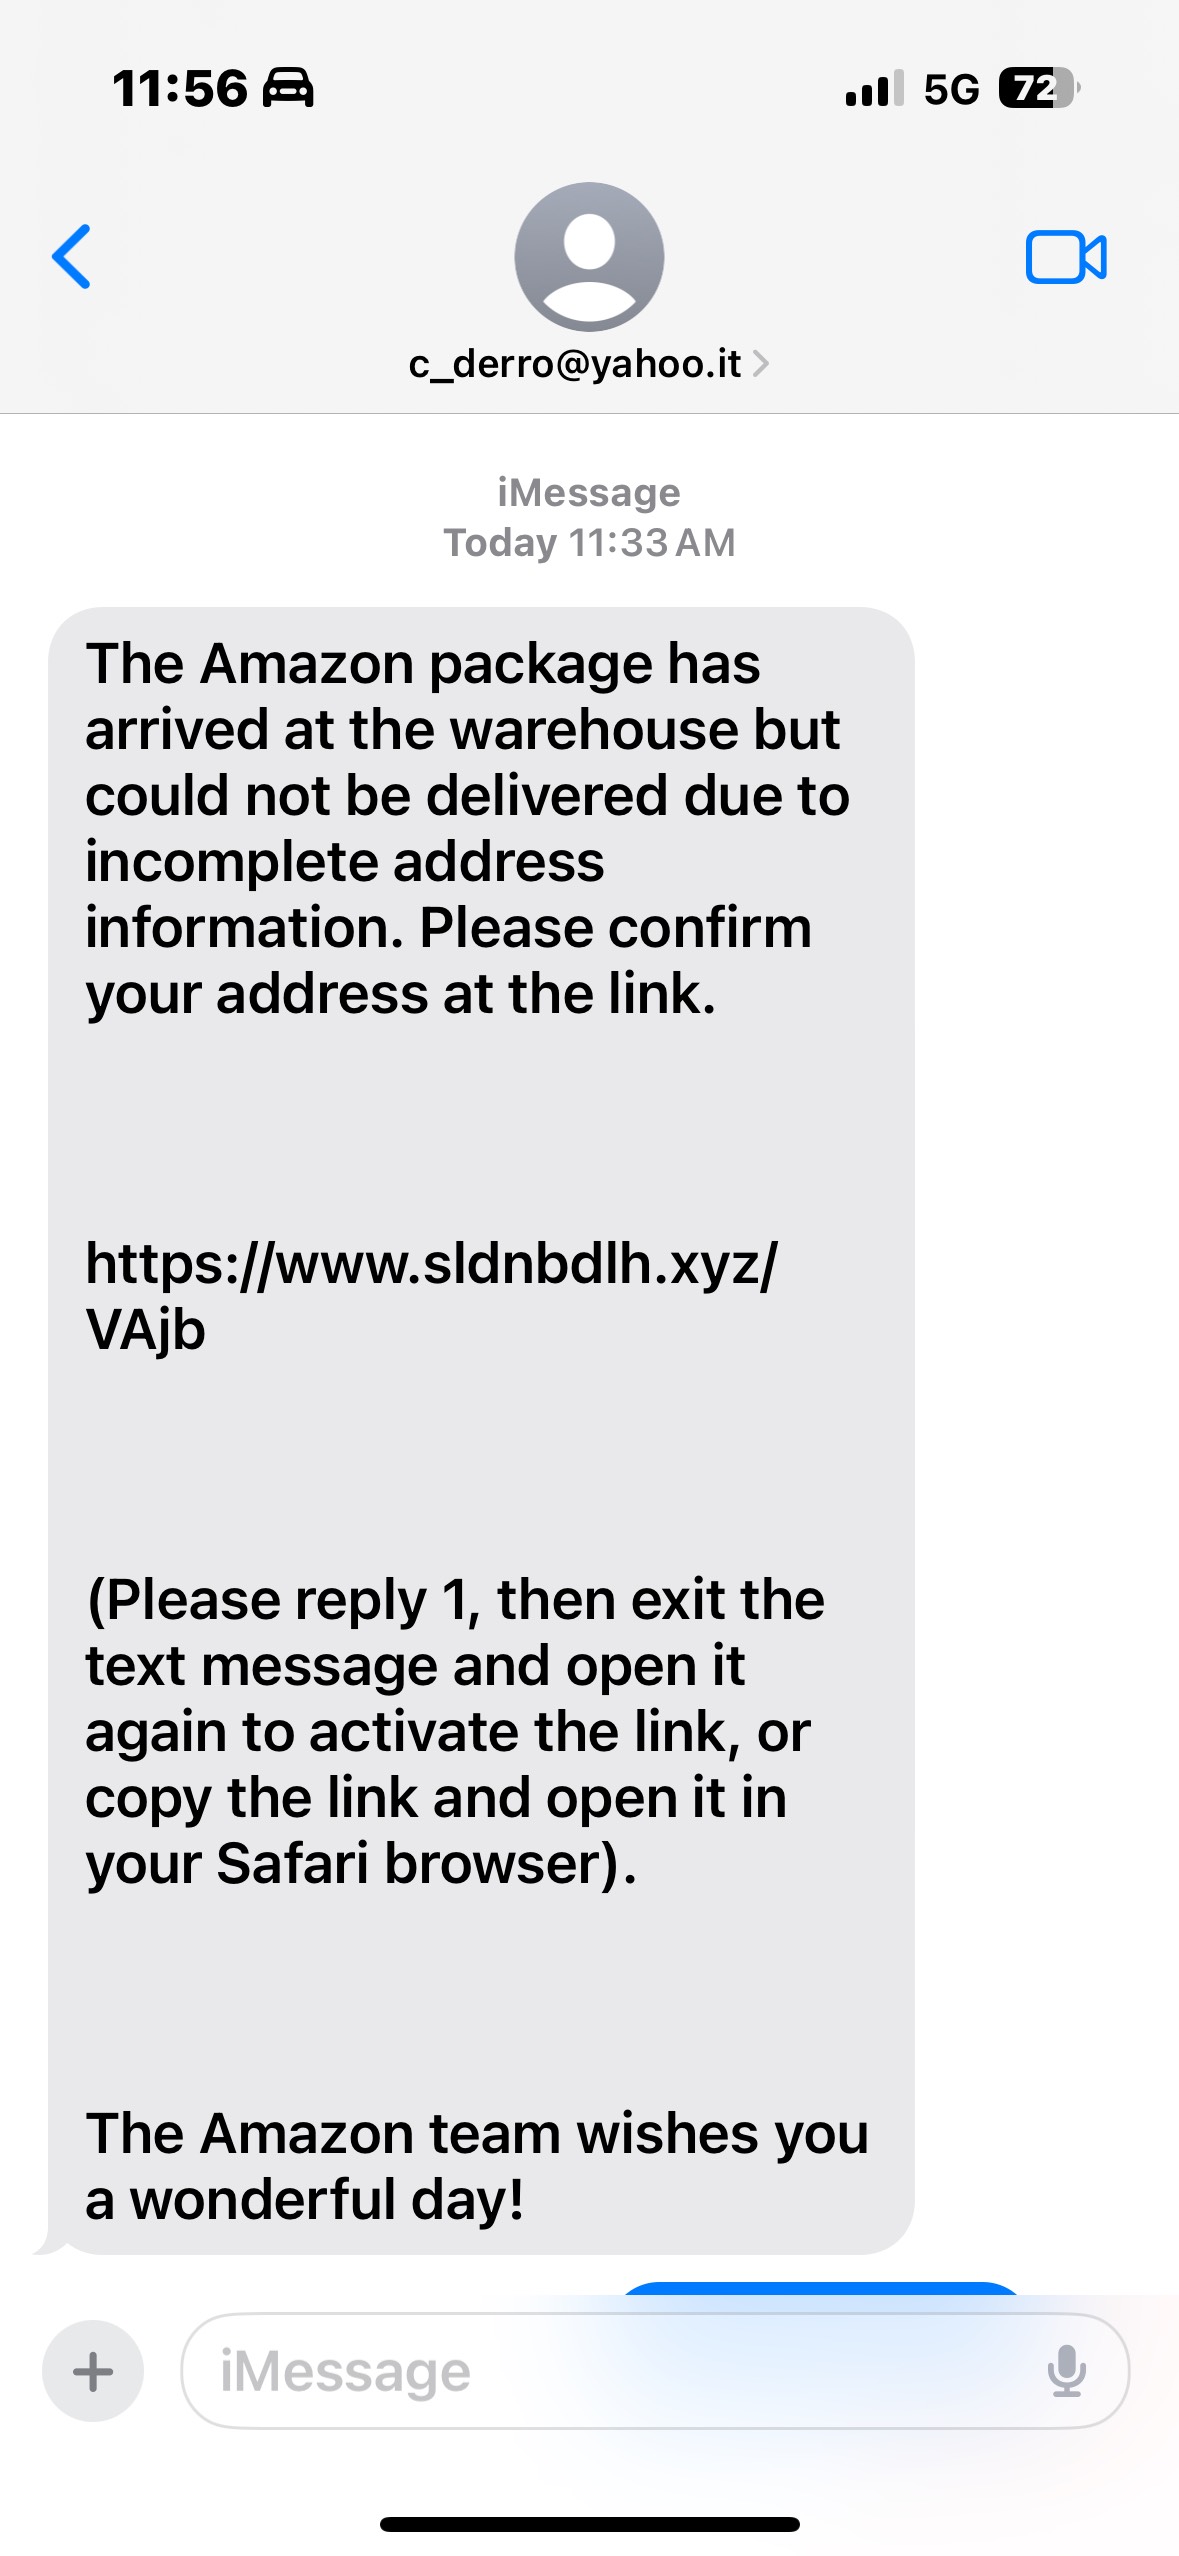 11:56
5G
72
c_derro@yahoo.it
iMessage
Today 11:33 AM
The Amazon package has
arrived at the warehouse but
could not be delivered due to
incomplete address
information. Please confirm
your address at the link.
https://www.sldnbdlh.xyz/
VAjb
(Please reply 1, then exit the
text message and open it
again to activate the link, or
copy the link and open it in
your Safari browser).
The Amazon team wishes you
a wonderful day!
iMessage